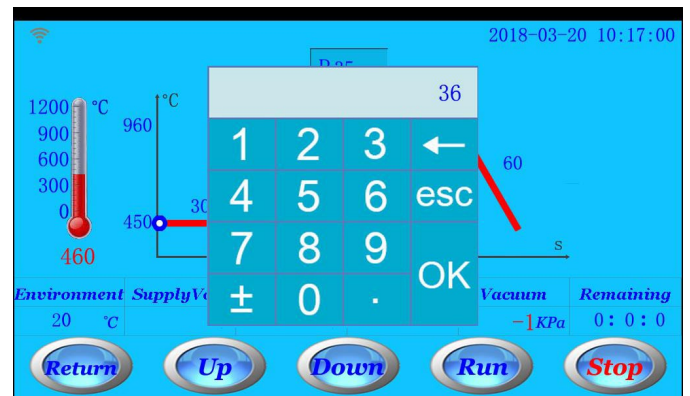 2018-03-20 10:17:00
36
1200 °C
900
600
300
0
460
°C
960
450
30
60
s
1 2 3 ←
4 5 6 esc
7 8 9
± 0 . OK
Environment
Vacuum
Remaining
20 °C
-1 KPa
0: 0: 0
Return
Up
Down
Run
Stop